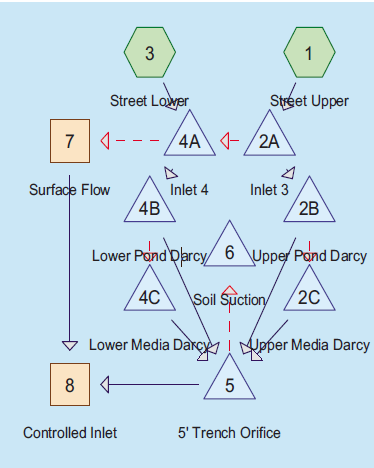 3 1
Street Lower Street Upper
7 4A 2A
Surface Flow Inlet 4 Inlet 3
4B 2B
Lower Pond Darcy 6 Upper Pond Darcy
4C Soil Suction 2C
Lower Media Darcy Upper Media Darcy
8 5
Controlled Inlet 5' Trench Orifice